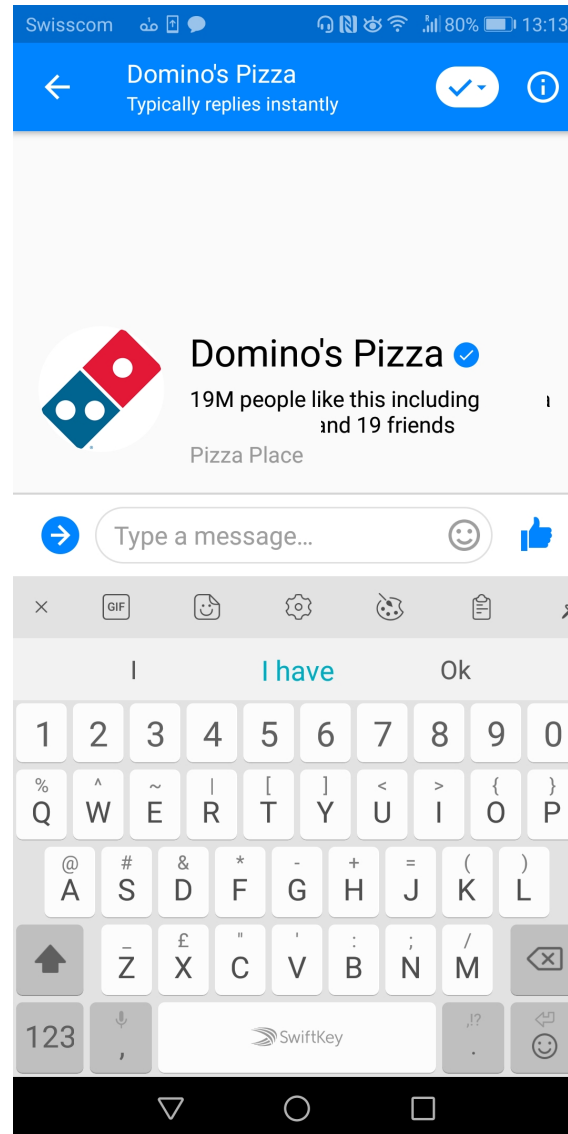 Swisscom 80% 13:13
Domino's Pizza
Typically replies instantly
Domino's Pizza
19M people like this including
and 19 friends
Pizza Place
Type a message...
GIF
I I have Ok
1 2 3 4 5 6 7 8 9 0
% ^ ~ | [ ] < > { }
Q W E R T Y U I O P
@ # & * - + = ( )
A S D F G H J K L
_ £ " ' : ; /
Z X C V B N M
123 , SwiftKey ,!? .